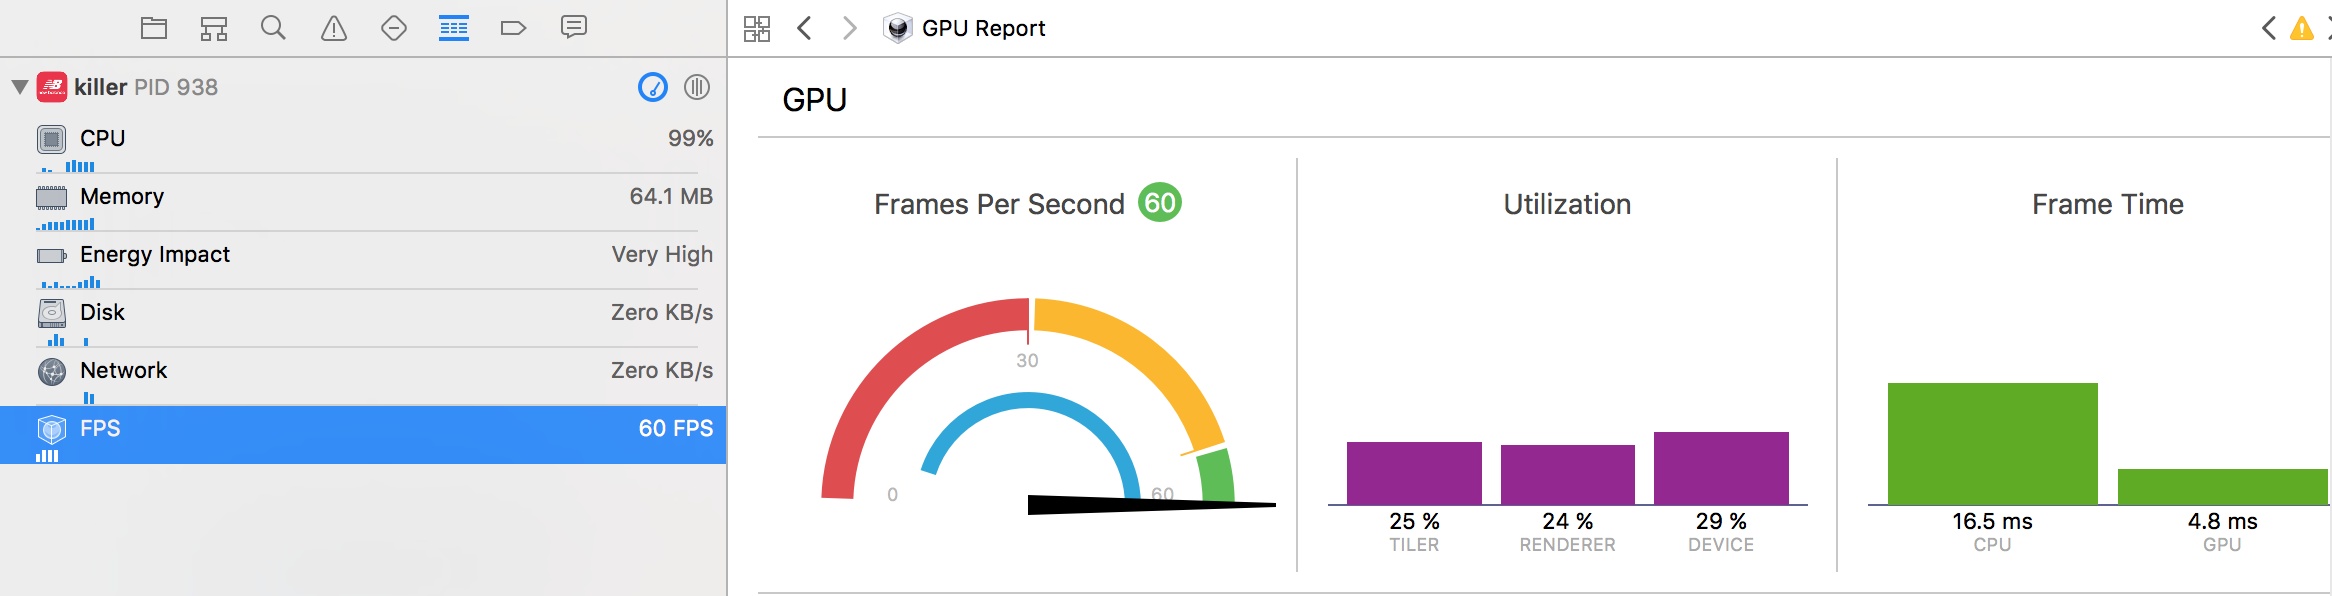 GPU Report
killer PID 938
CPU 99%
Memory 64.1 MB
Energy Impact Very High
Disk Zero KB/s
Network Zero KB/s
FPS 60 FPS
GPU
Frames Per Second 60
30
0
60
Utilization
25 %
TILER
24 %
RENDERER
29 %
DEVICE
Frame Time
16.5 ms
CPU
4.8 ms
GPU